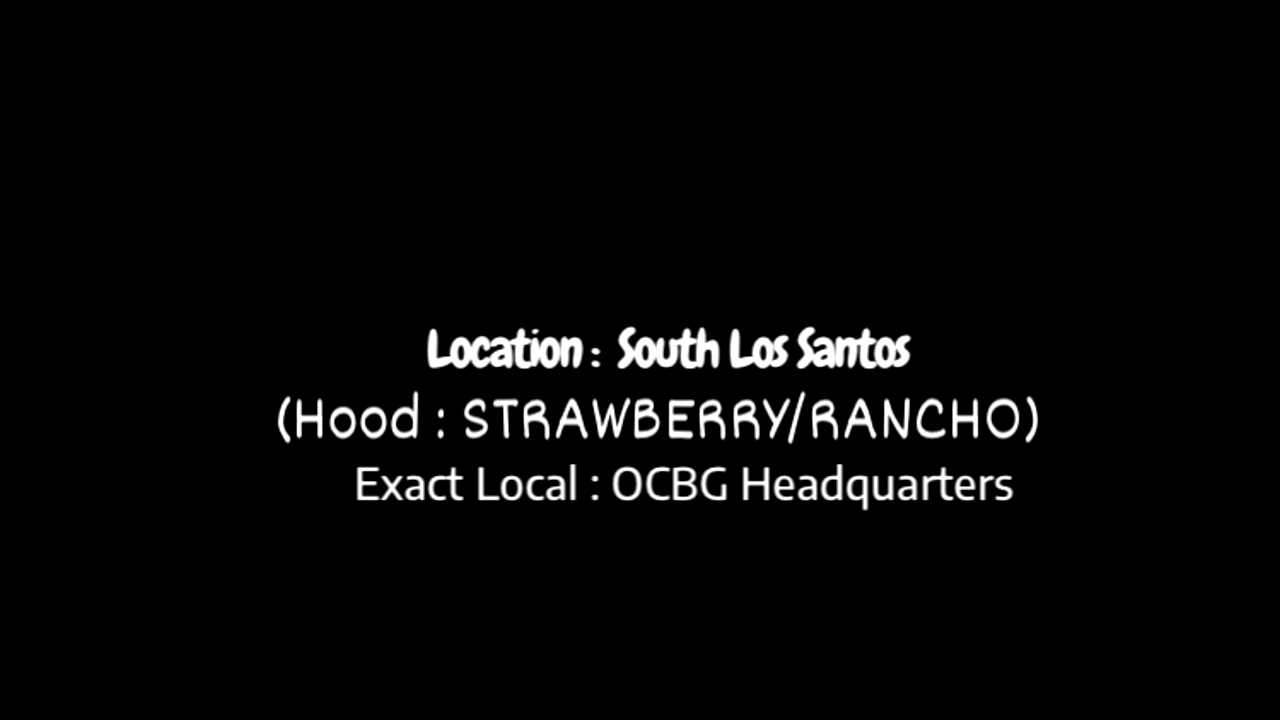 Location : South Los Santos
(Hood : STRAWBERRY/RANCHO)
Exact Local : OCBG Headquarters